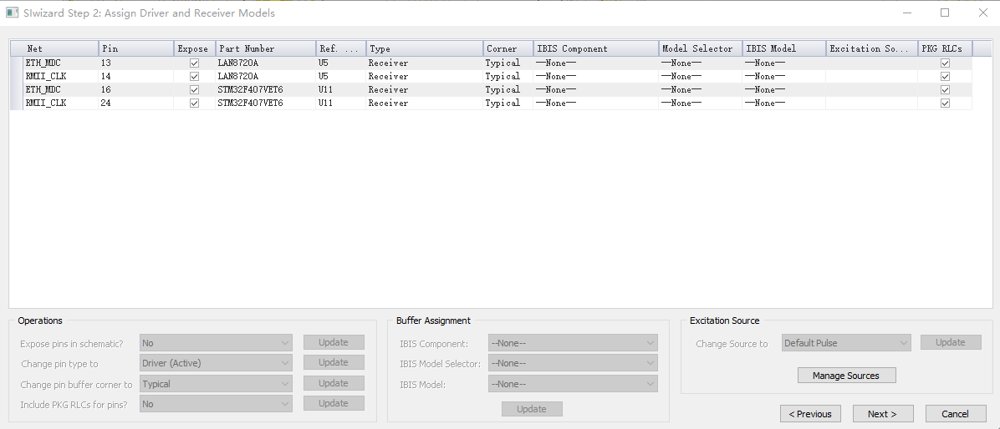 SIwizard Step 2: Assign Driver and Receiver Models
Net Pin Expose Part Number Ref. ... Type Corner IBIS Component Model Selector IBIS Model Excitation So... PKG RLCs
ETH_MDC 13 LAN8720A U5 Receiver Typical --None-- --None-- --None--
RMII_CLK 14 LAN8720A U5 Receiver Typical --None-- --None-- --None--
ETH_MDC 16 STM32F407VET6 U11 Receiver Typical --None-- --None-- --None--
RMII_CLK 24 STM32F407VET6 U11 Receiver Typical --None-- --None-- --None--
Operations
Expose pins in schematic? No Update
Change pin type to Driver (Active) Update
Change pin buffer corner to Typical Update
Include PKG RLCs for pins? No Update
Buffer Assignment
IBIS Component: --None--
IBIS Model Selector: --None--
IBIS Model: --None--
Update
Excitation Source
Change Source to Default Pulse Update
Manage Sources
< Previous Next > Cancel